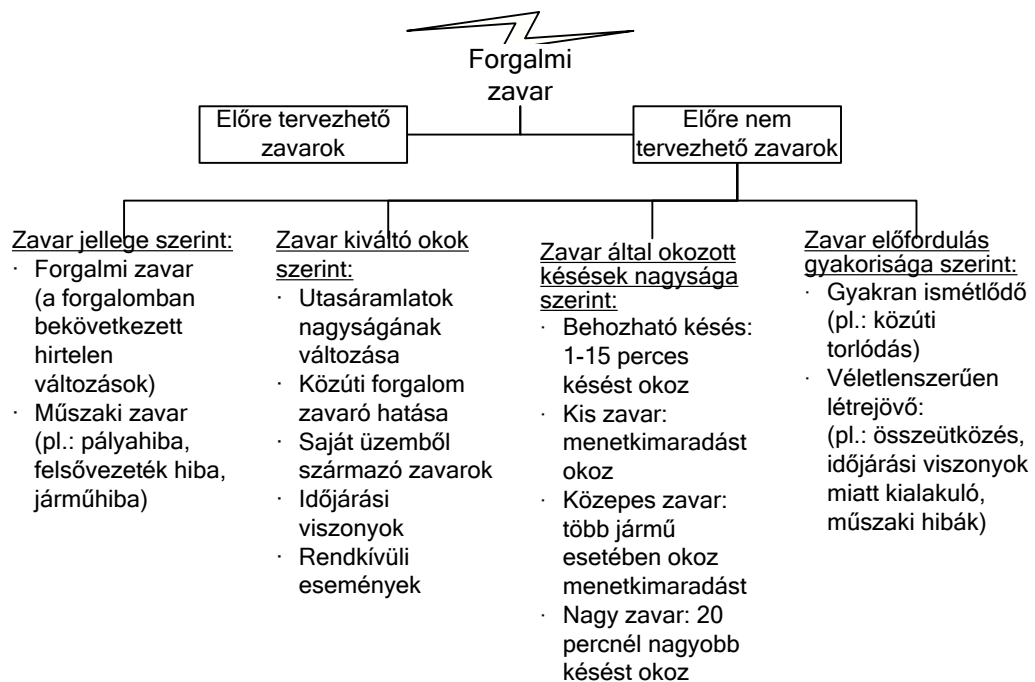 Forgalmi
zavar
Előre tervezhető
zavarok
Előre nem
tervezhető zavarok
Zavar jellege szerint:
· Forgalmi zavar
(a forgalomban
bekövetkezett
hirtelen
változások)
· Műszaki zavar
(pl.: pályahiba,
felsővezeték hiba,
járműhiba)
Zavar kiváltó okok
szerint:
· Utasáramlatok
nagyságának
változása
· Közúti forgalom
zavaró hatása
· Saját üzemből
származó zavarok
· Időjárási
viszonyok
· Rendkívüli
események
Zavar által okozott
késések nagysága
szerint:
· Behozható késés:
1-15 perces
késést okoz
· Kis zavar:
menetkimaradást
okoz
· Közepes zavar:
több jármű
esetében okoz
menetkimaradást
· Nagy zavar: 20
percnél nagyobb
késést okoz
Zavar előfordulás
gyakorisága szerint:
· Gyakran ismétlődő
(pl.: közúti
torlódás)
· Véletlenszerűen
létrejövő:
(pl.: összeütközés,
időjárási viszonyok
miatt kialakuló,
műszaki hibák)